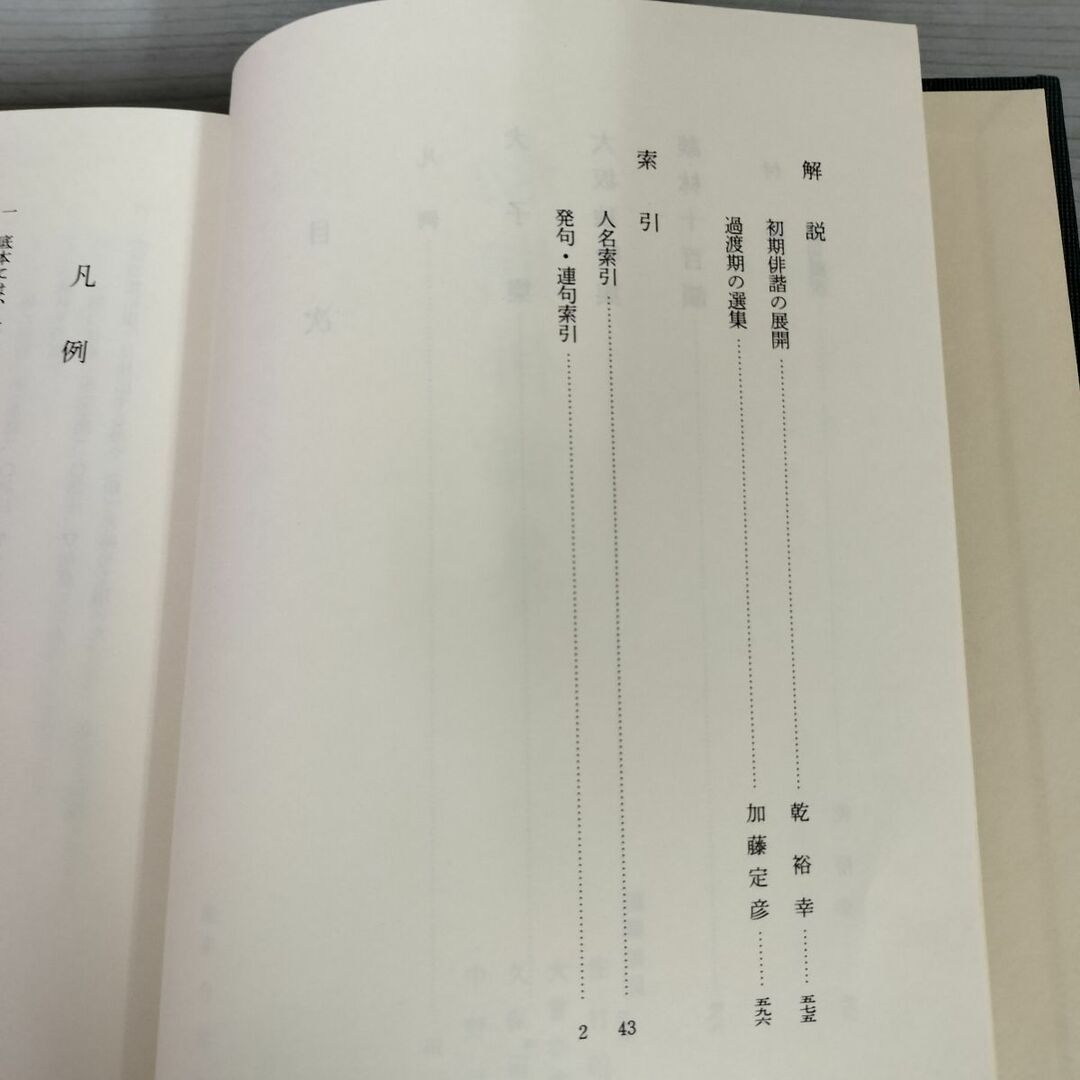 解説
初期俳諧の展開……乾裕幸……五七五
過渡期の選集……加藤定彦……五九六
索引
人名索引……43
発句・連句索引……2
凡例